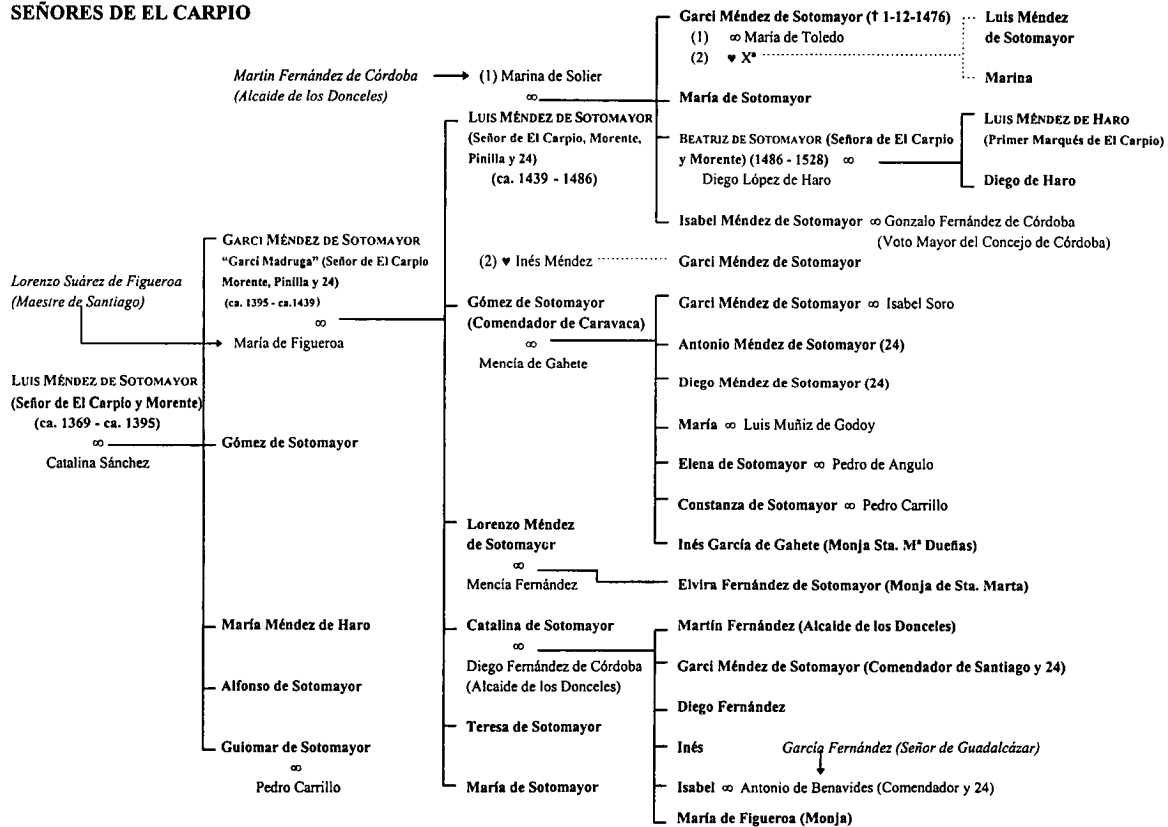 SEÑORES DE EL CARPIO
Luis Méndez de Sotomayor
(Señor de El Carpio y Morente)
(ca. 1369 - ca. 1395)
∞
Catalina Sánchez
Lorenzo Suárez de Figueroa
(Maestre de Santiago)
Garci Méndez de Sotomayor
“Garci Madruga” (Señor de El Carpio
Morente, Pinilla y 24)
(ca. 1395 - ca.1439)
∞
María de Figueroa
Gómez de Sotomayor
María Méndez de Haro
Alfonso de Sotomayor
Guiomar de Sotomayor
∞
Pedro Carrillo
Martín Fernández de Córdoba
(Alcaide de los Donceles)
(1) Marina de Solier
∞
Luis Méndez de Sotomayor
(Señor de El Carpio, Morente,
Pinilla y 24)
(ca. 1439 - 1486)
(2) ♥ Inés Méndez
Gómez de Sotomayor
(Comendador de Caravaca)
∞
Mencía de Gahete
Lorenzo Méndez
de Sotomayor
∞
Mencía Fernández
Catalina de Sotomayor
∞
Diego Fernández de Córdoba
(Alcaide de los Donceles)
Teresa de Sotomayor
María de Sotomayor
Garci Méndez de Sotomayor († 1-12-1476)
(1) ∞ María de Toledo
(2) ♥ Xª
María de Sotomayor
Beatriz de Sotomayor (Señora de El Carpio
y Morente) (1486 - 1528) ∞
Diego López de Haro
Isabel Méndez de Sotomayor ∞ Gonzalo Fernández de Córdoba
(Voto Mayor del Concejo de Córdoba)
Garci Méndez Sotomayor
Garci Méndez de Sotomayor ∞ Isabel Soro
Antonio Méndez de Sotomayor (24)
Diego Méndez de Sotomayor (24)
María ∞ Luis Muñiz de Godoy
Elena de Sotomayor ∞ Pedro de Angulo
Constanza de Sotomayor ∞ Pedro Carrillo
Inés García de Gahete (Monja Sta. Mª Dueñas)
Elvira Fernández de Sotomayor (Monja de Sta. Marta)
Martín Fernández (Alcaide de los Donceles)
Garci Méndez de Sotomayor (Comendador de Santiago y 24)
Diego Fernández
Inés
García Fernández (Señor de Guadalcázar)
Isabel ∞ Antonio de Benavides (Comendador y 24)
María de Figueroa (Monja)
Luis Méndez
de Sotomayor
Marina
Luis Méndez de Haro
(Primer Marqués de El Carpio)
Diego de Haro